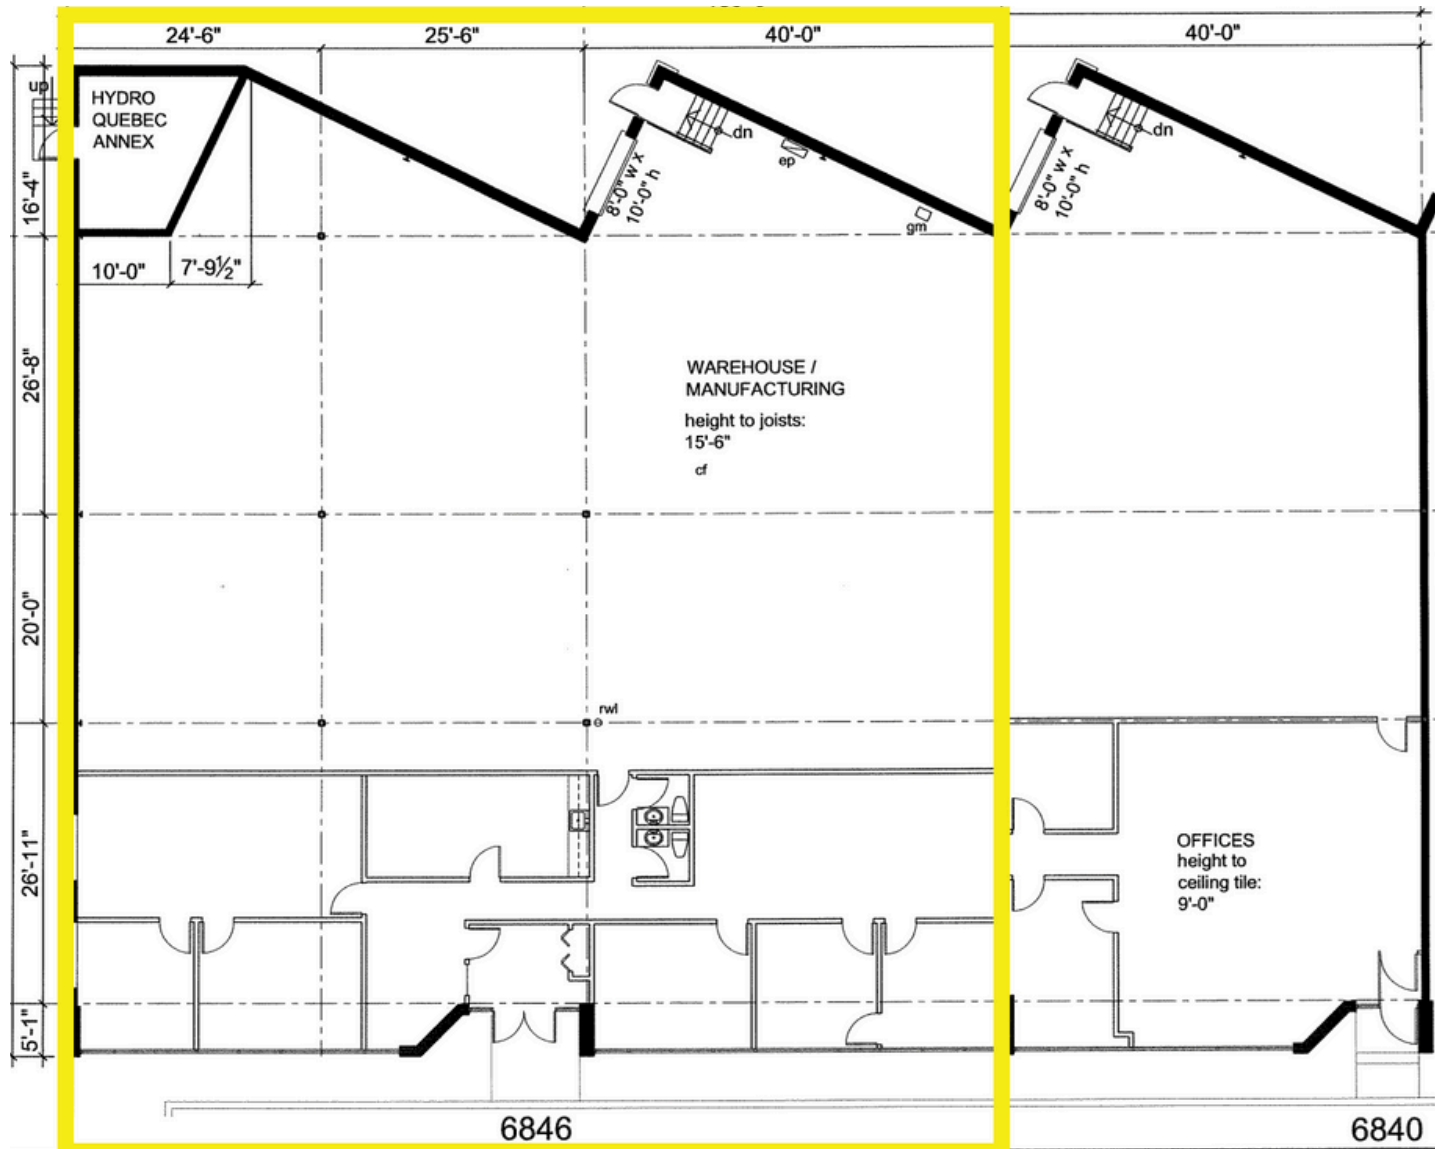 24'-6"
25'-6"
40'-0"
40'-0"
up
HYDRO
QUEBEC
ANNEX
dn
dn
ep
8'-0" w x
10'-0" h
8'-0" w x
10'-0" h
gm
16'-4"
10'-0"
7'-9½"
26'-8"
WAREHOUSE /
MANUFACTURING
height to joists:
15'-6"
cf
20'-0"
rwl
26'-11"
OFFICES
height to
ceiling tile:
9'-0"
5'-1"
6846
6840